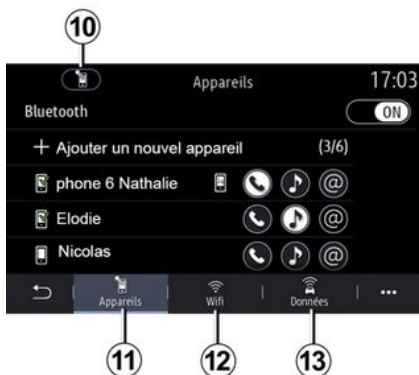 10
Appareils 17:03
Bluetooth ON
+ Ajouter un nouvel appareil (3/6)
phone 6 Nathalie @
Elodie @
Nicolas @
Appareils Wifi Données •••
11 12 13